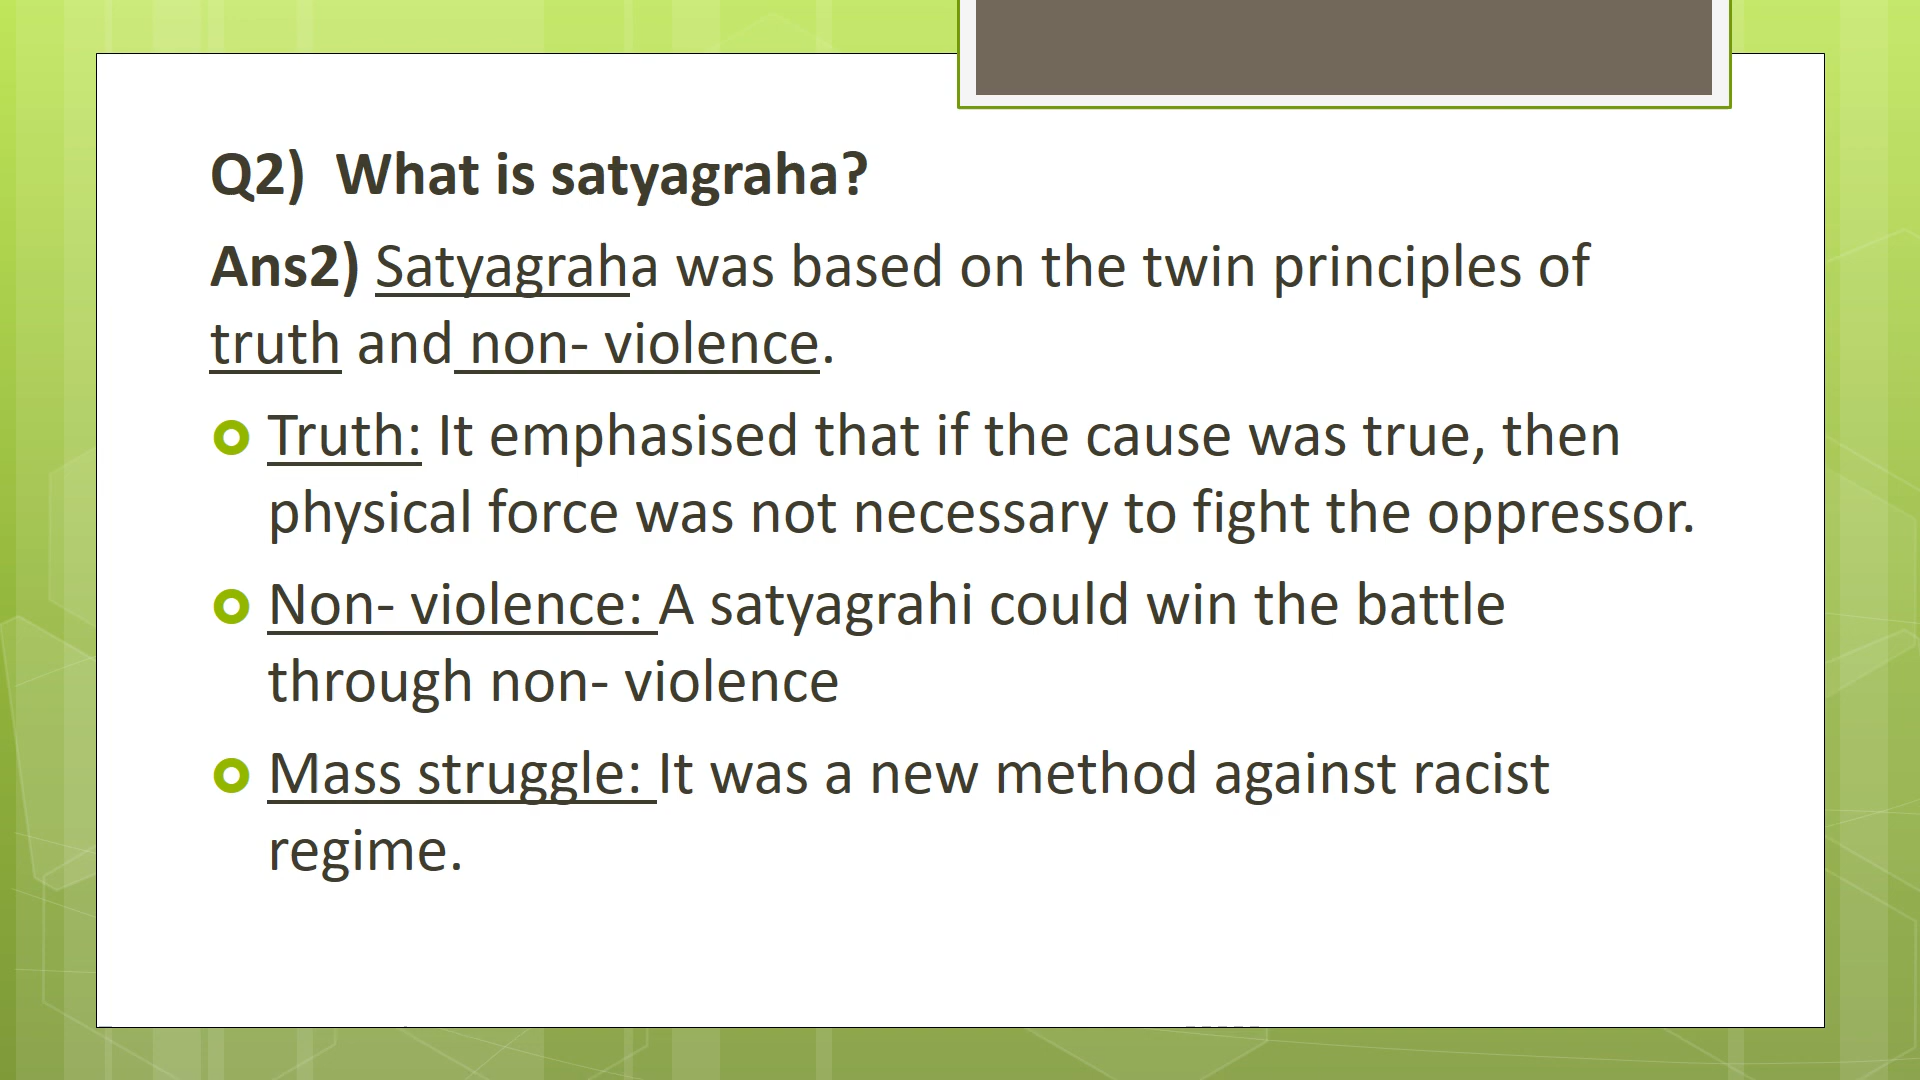 Q2)  What is satyagraha?
Ans2) Satyagraha was based on the twin principles of
truth and non- violence.
Truth: It emphasised that if the cause was true, then
physical force was not necessary to fight the oppressor.
Non- violence: A satyagrahi could win the battle
through non- violence
Mass struggle: It was a new method against racist
regime.